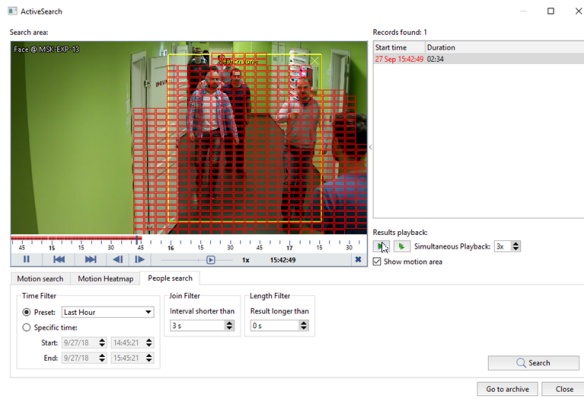 ActiveSearch
Search area:
Records found: 1
Face @ MSK-EXP'13
Start time Duration
27 Sep 15:42:49 02:34
45 15 15 30 45 16 15 30 45 17 15 30
1x 15:42:49
Results playback:
Simultaneous Playback: 3x
Show motion area
Motion search Motion Heatmap People search
Time Filter Join Filter Length Filter
Preset: Last Hour Interval shorter than Result longer than
Specific time: 3 s 0 s
Start: 9/27/18 14:45:21
End: 9/27/18 15:45:21
Search
Go to archive Close